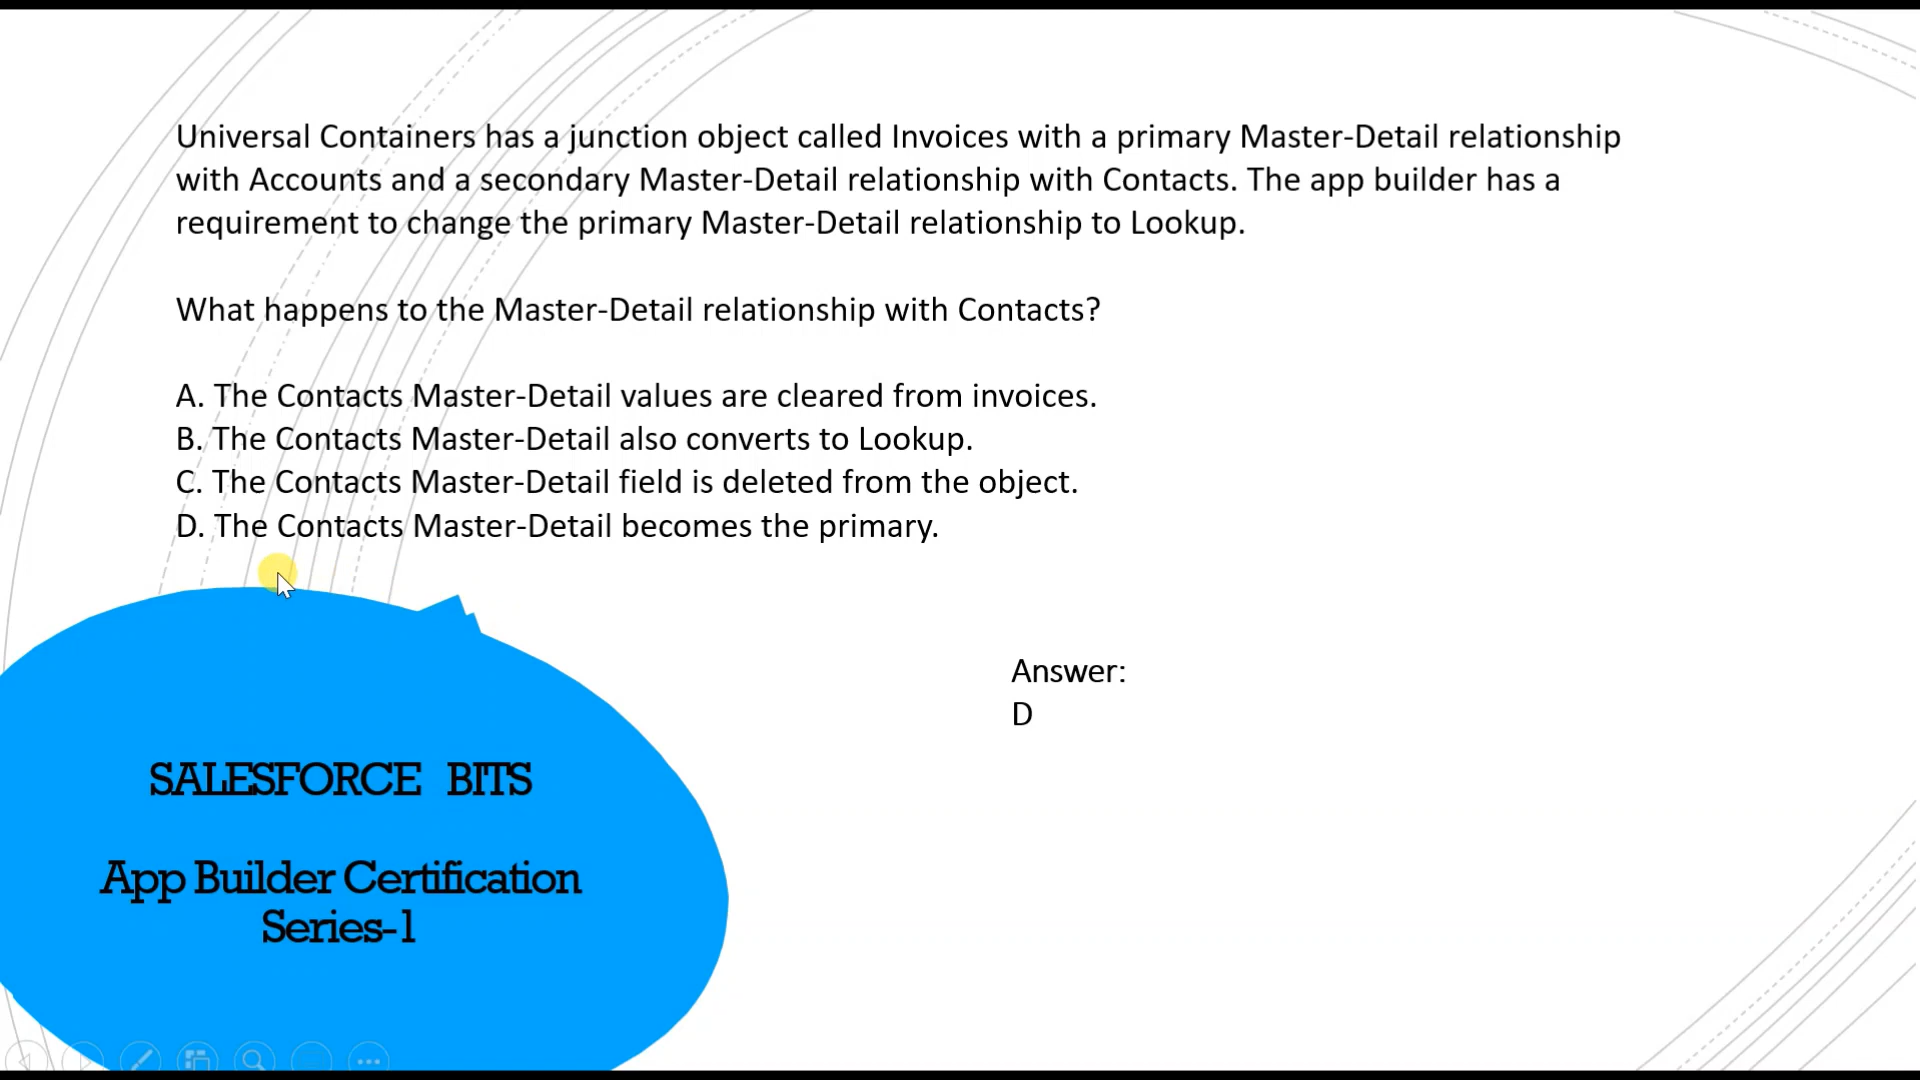 Universal Containers has a junction object called Invoices with a primary Master-Detail relationship
with Accounts and a secondary Master-Detail relationship with Contacts. The app builder has a
requirement to change the primary Master-Detail relationship to Lookup.
What happens to the Master-Detail relationship with Contacts?
A. The Contacts Master-Detail values are cleared from invoices.
B. The Contacts Master-Detail also converts to Lookup.
C. The Contacts Master-Detail field is deleted from the object.
D. The Contacts Master-Detail becomes the primary.
Answer:
D
SALESFORCE BITS
App Builder Certification
Series-1